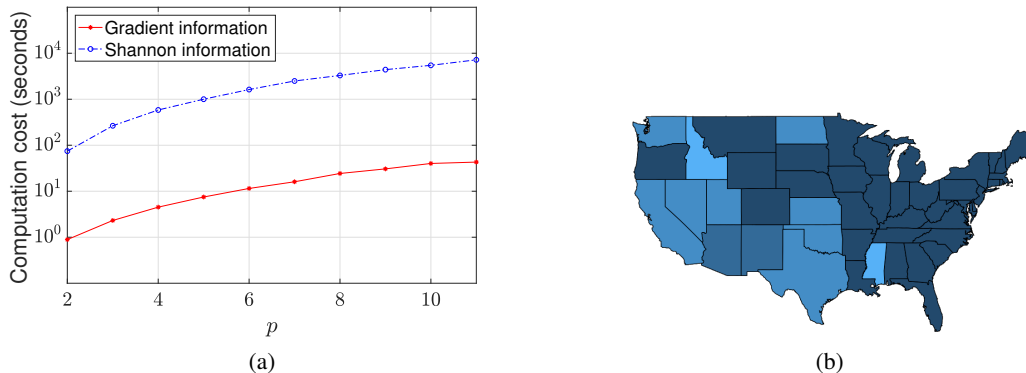 Gradient information
Shannon information
Computation cost (seconds)
10^4
10^3
10^2
10^1
10^0
2 4 6 8 10
p
(a)
(b)